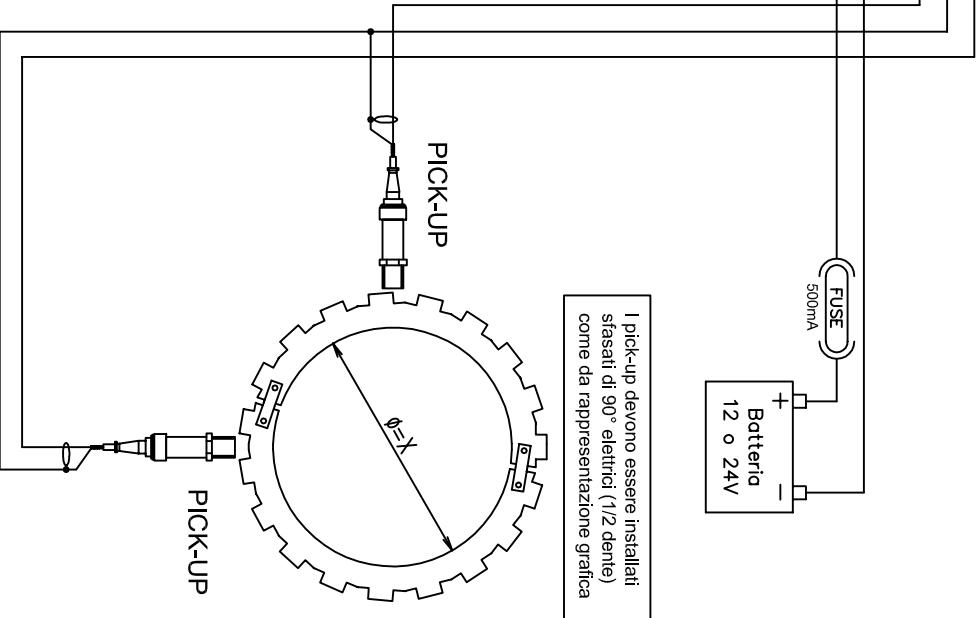 PICK-UP
FUSE
500mA
I pick-up devono essere installati
sfasati di 90° elettrici (1/2 dente)
come da rappresentazione grafica
+ −
Batteria
12 o 24V
ϕ=X
PICK-UP